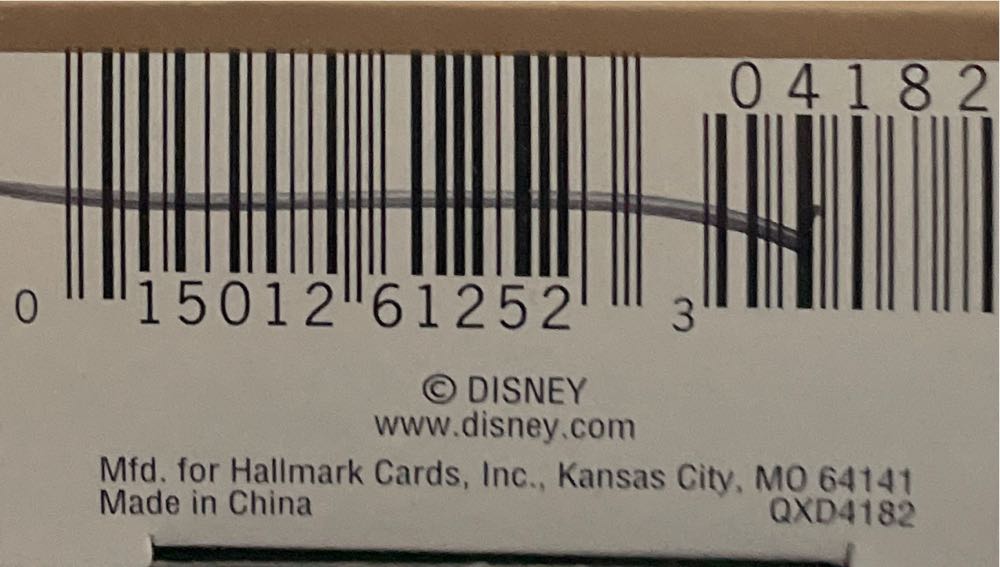 04182
0 15012 61252 3
© DISNEY
www.disney.com
Mfd. for Hallmark Cards, Inc., Kansas City, MO 64141
Made in China QXD4182